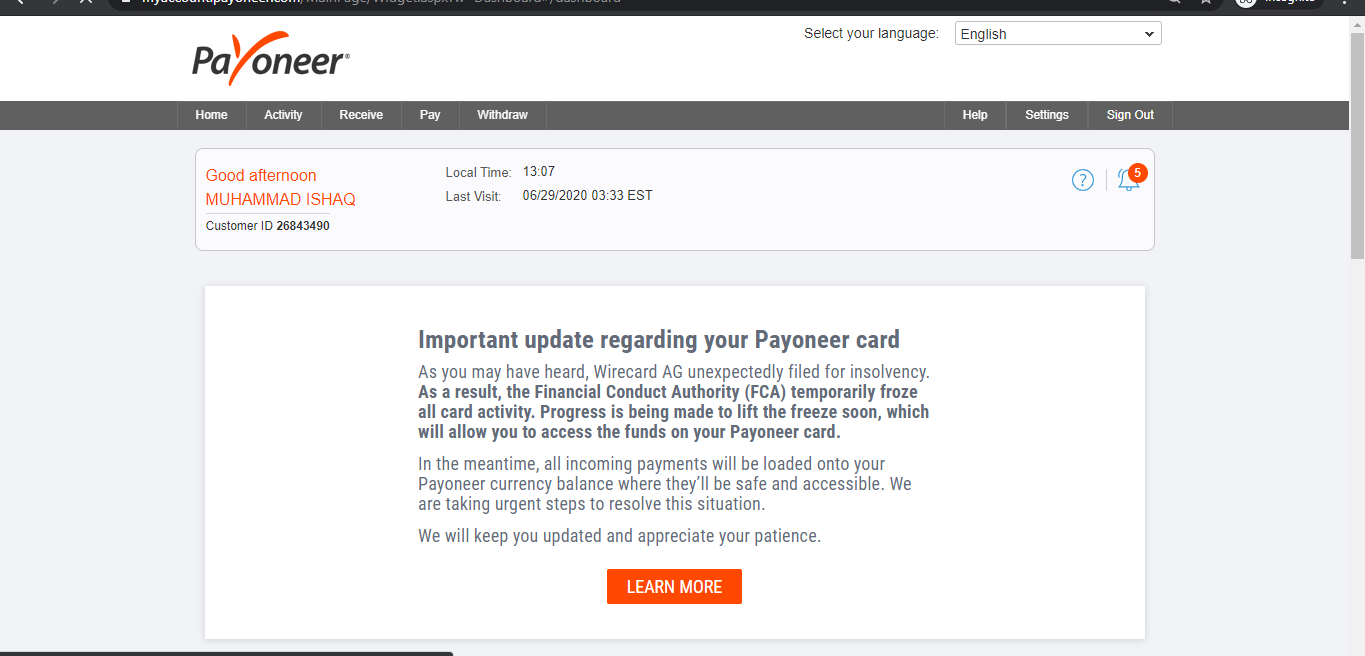 Select your language: English
Payoneer
Home Activity Receive Pay Withdraw Help Settings Sign Out
Good afternoon
MUHAMMAD ISHAQ
Customer ID 26843490
Local Time: 13:07
Last Visit: 06/29/2020 03:33 EST
? 5
Important update regarding your Payoneer card
As you may have heard, Wirecard AG unexpectedly filed for insolvency.
As a result, the Financial Conduct Authority (FCA) temporarily froze
all card activity. Progress is being made to lift the freeze soon, which
will allow you to access the funds on your Payoneer card.
In the meantime, all incoming payments will be loaded onto your
Payoneer currency balance where they'll be safe and accessible. We
are taking urgent steps to resolve this situation.
We will keep you updated and appreciate your patience.
LEARN MORE